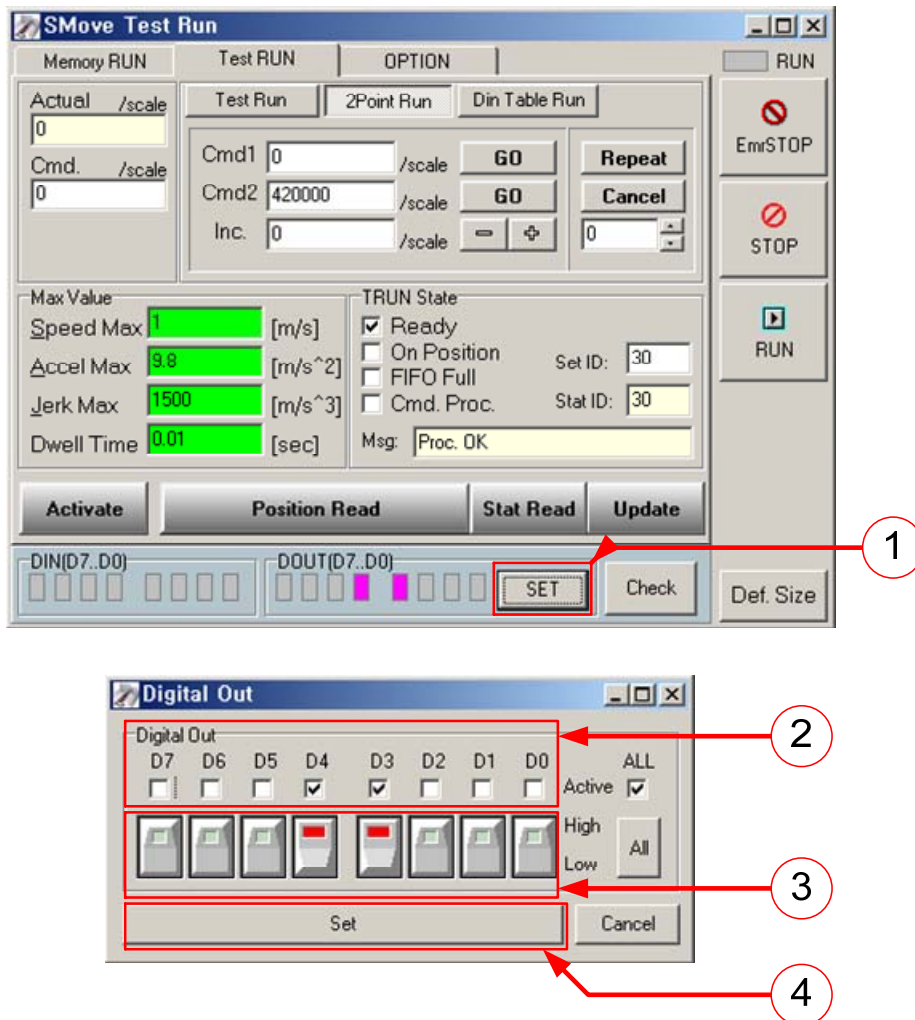 SMove Test Run
Memory RUN Test RUN OPTION
RUN
Actual /scale
0
Cmd. /scale
0
Test Run 2Point Run Din Table Run
Cmd1 0 /scale GO Repeat
Cmd2 420000 /scale GO Cancel
Inc. 0 /scale - + 0
EmrSTOP
STOP
RUN
Max Value
Speed Max 1 [m/s]
Accel Max 9.8 [m/s^2]
Jerk Max 1500 [m/s^3]
Dwell Time 0.01 [sec]
TRUN State
Ready
On Position
FIFO Full
Cmd. Proc.
Set ID: 30
Stat ID: 30
Msg: Proc. OK
Activate Position Read Stat Read Update
DIN(D7..D0) DOUT(D7..D0)
SET Check Def. Size
1
Digital Out
Digital Out
D7 D6 D5 D4 D3 D2 D1 D0 ALL
Active
High
Low
All
Set Cancel
2
3
4